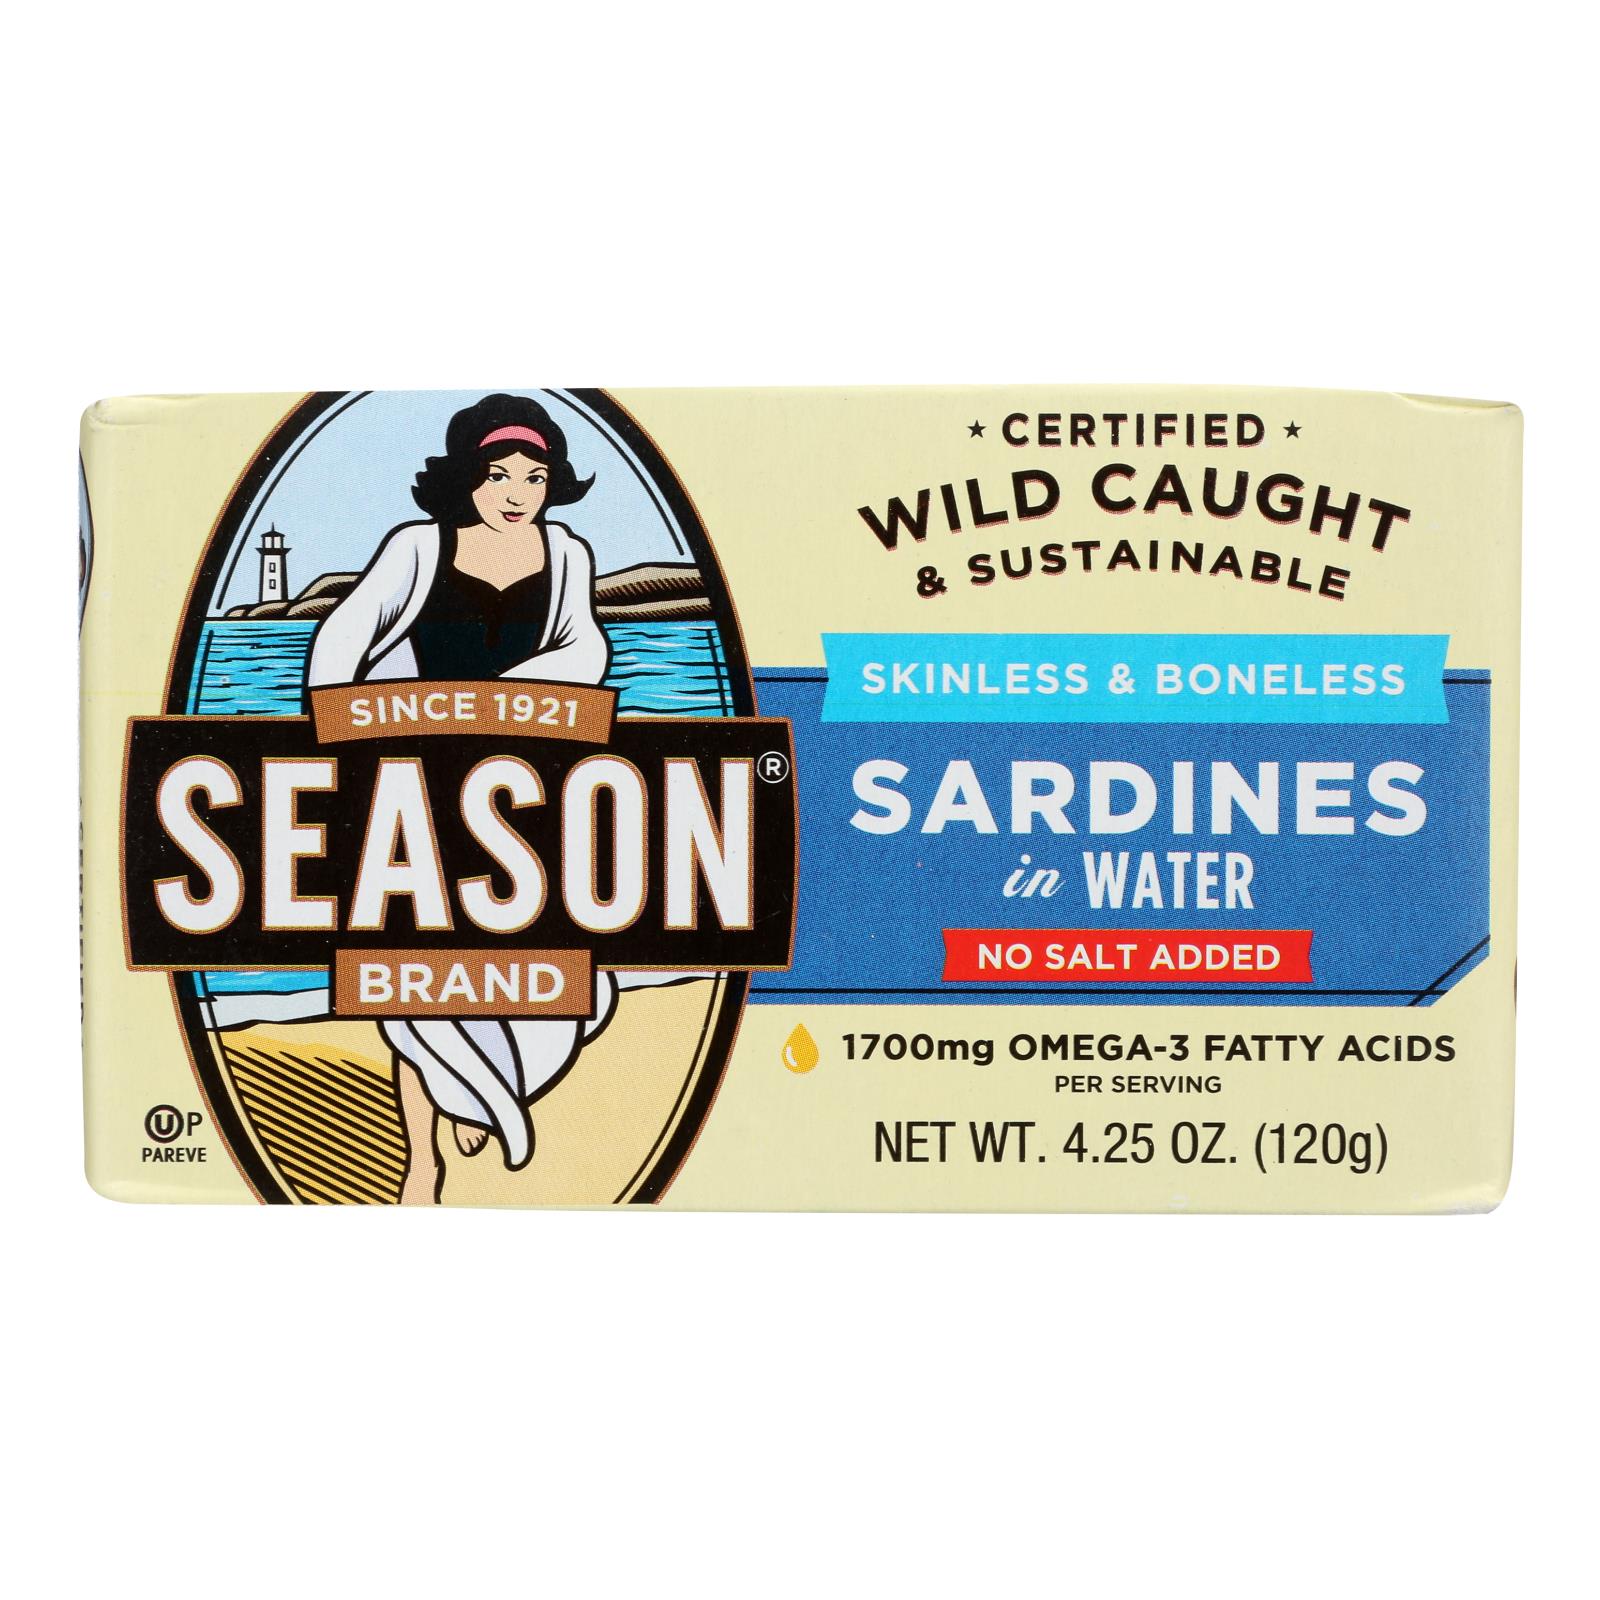 ★ CERTIFIED ★
WILD CAUGHT
& SUSTAINABLE
SINCE 1921
SEASON®
BRAND
SKINLESS & BONELESS
SARDINES
in WATER
NO SALT ADDED
1700mg OMEGA-3 FATTY ACIDS
PER SERVING
NET WT. 4.25 OZ. (120g)
UP
PAREVE